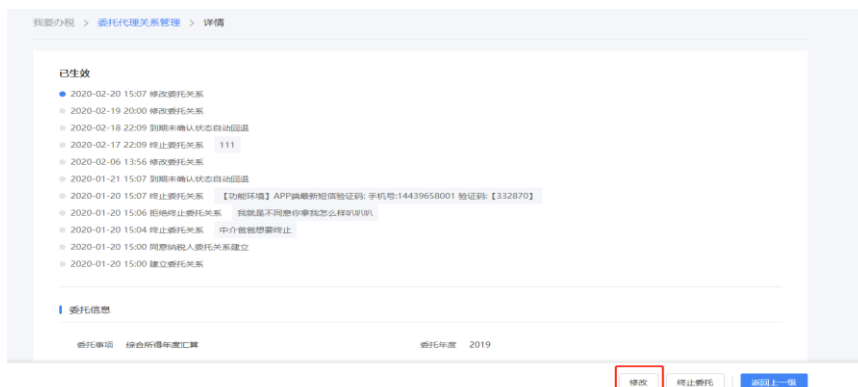 我要办税 > 委托代理关系管理 > 详情
已生效
2020-02-20 15:07 修改委托关系
2020-02-19 20:00 修改委托关系
2020-02-18 22:09 到期未确认状态自动回退
2020-02-17 22:09 终止委托关系 111
2020-02-06 13:56 修改委托关系
2020-01-21 15:07 到期未确认状态自动回退
2020-01-20 15:07 终止委托关系 【功能环境】APP端最新短信验证码: 手机号:14439658001 验证码:【332870】
2020-01-20 15:06 拒绝终止委托关系 我就是不同意你拿我怎么样叭叭叭
2020-01-20 15:04 终止委托关系 中介爸爸想要终止
2020-01-20 15:00 同意纳税人委托关系建立
2020-01-20 15:00 建立委托关系
委托信息
委托事项 综合所得年度汇算 委托年度 2019
修改 终止委托 返回上一级